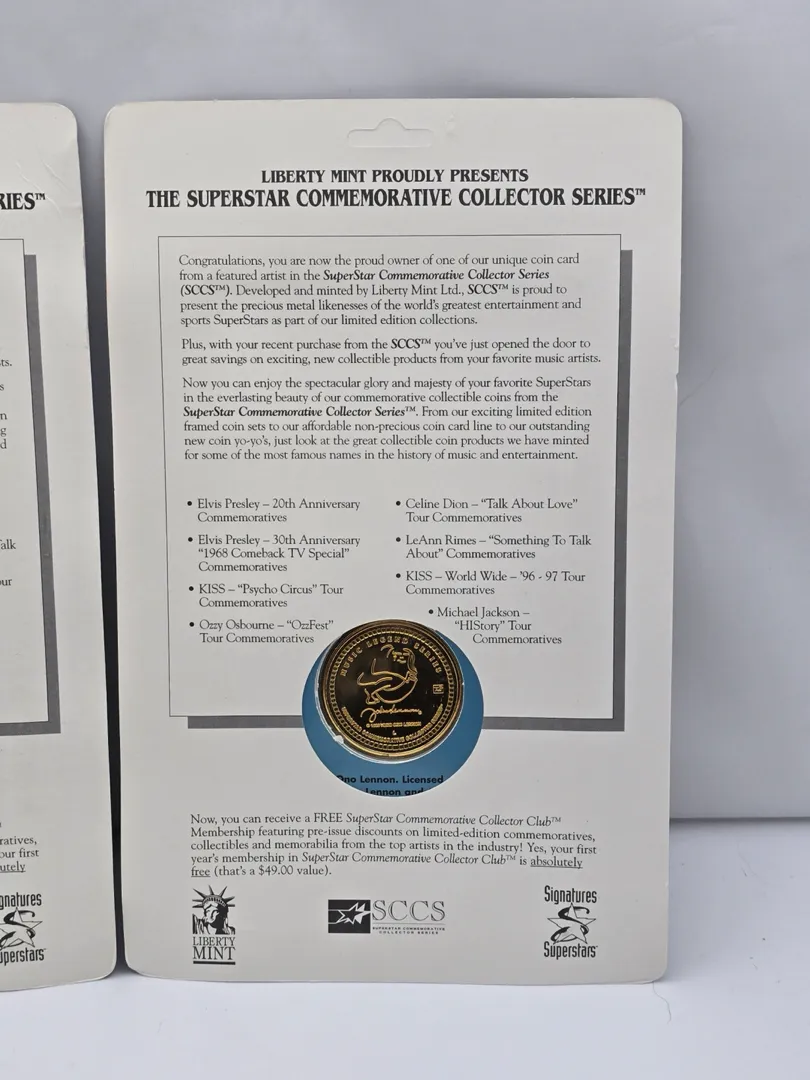 LIBERTY MINT PROUDLY PRESENTS
THE SUPERSTAR COMMEMORATIVE COLLECTOR SERIES™
Congratulations, you are now the proud owner of one of our unique coin card
from a featured artist in the SuperStar Commemorative Collector Series
(SCCS™). Developed and minted by Liberty Mint Ltd., SCCS™ is proud to
present the precious metal likenesses of the world's greatest entertainment and
sports SuperStars as part of our limited edition collections.
Plus, with your recent purchase from the SCCS™ you've just opened the door to
great savings on exciting, new collectible products from your favorite music artists.
Now you can enjoy the spectacular glory and majesty of your favorite SuperStars
in the everlasting beauty of our commemorative collectible coins from the
SuperStar Commemorative Collector Series™. From our exciting limited edition
framed coin sets to our affordable non-precious coin card line to our outstanding
new coin yo-yo's, just look at the great collectible coin products we have minted
for some of the most famous names in the history of music and entertainment.
• Elvis Presley – 20th Anniversary
Commemoratives
• Elvis Presley – 30th Anniversary
"1968 Comeback TV Special"
Commemoratives
• KISS – "Psycho Circus" Tour
Commemoratives
• Ozzy Osbourne – "OzzFest"
Tour Commemoratives
• Celine Dion – "Talk About Love"
Tour Commemoratives
• LeAnn Rimes – "Something To Talk
About" Commemoratives
• KISS – World Wide – '96 - 97 Tour
Commemoratives
• Michael Jackson –
"HIStory" Tour
Commemoratives
MUSIC LEGEND SERIES
John Lennon
Ono Lennon. Licensed
Lennon and
Now, you can receive a FREE SuperStar Commemorative Collector Club™
Membership featuring pre-issue discounts on limited-edition commemoratives,
collectibles and memorabilia from the top artists in the industry! Yes, your first
year's membership in SuperStar Commemorative Collector Club™ is absolutely
free (that's a $49.00 value).
LIBERTY
MINT
SCCS
SUPERSTAR COMMEMORATIVE
COLLECTOR SERIES
Signatures
Superstars
RIES™
ts.
s
n
g
d
alk
our
ratives,
our first
utely
gnatures
uperstars